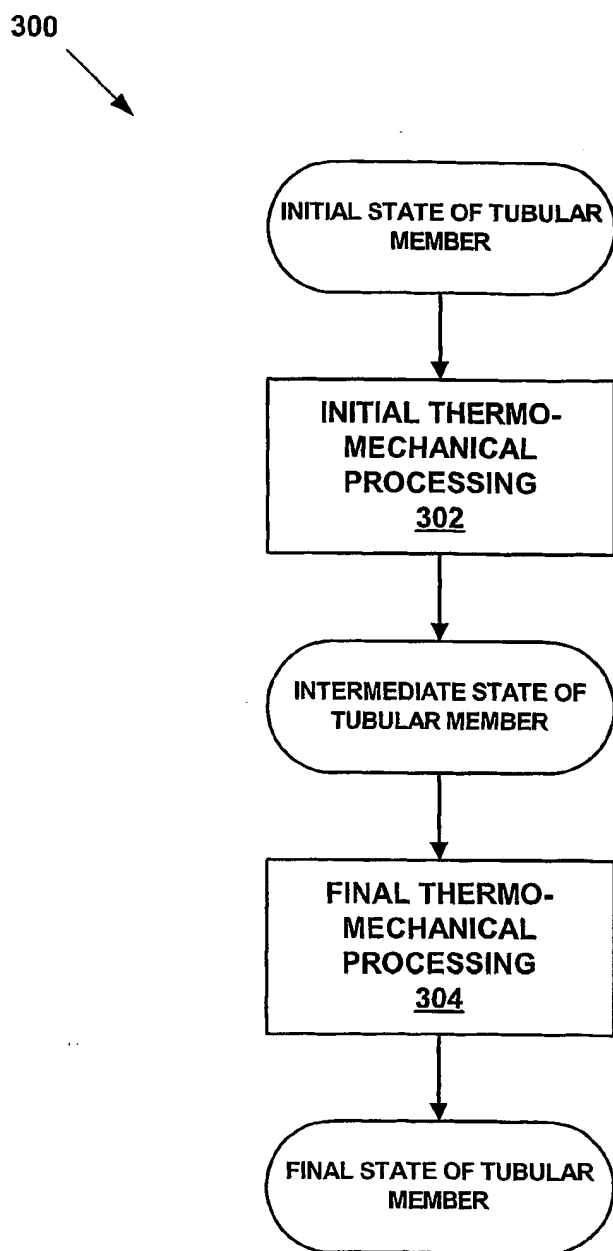 300
INITIAL STATE OF TUBULAR
MEMBER
INITIAL THERMO-
MECHANICAL
PROCESSING
302
INTERMEDIATE STATE OF
TUBULAR MEMBER
FINAL THERMO-
MECHANICAL
PROCESSING
304
FINAL STATE OF TUBULAR
MEMBER